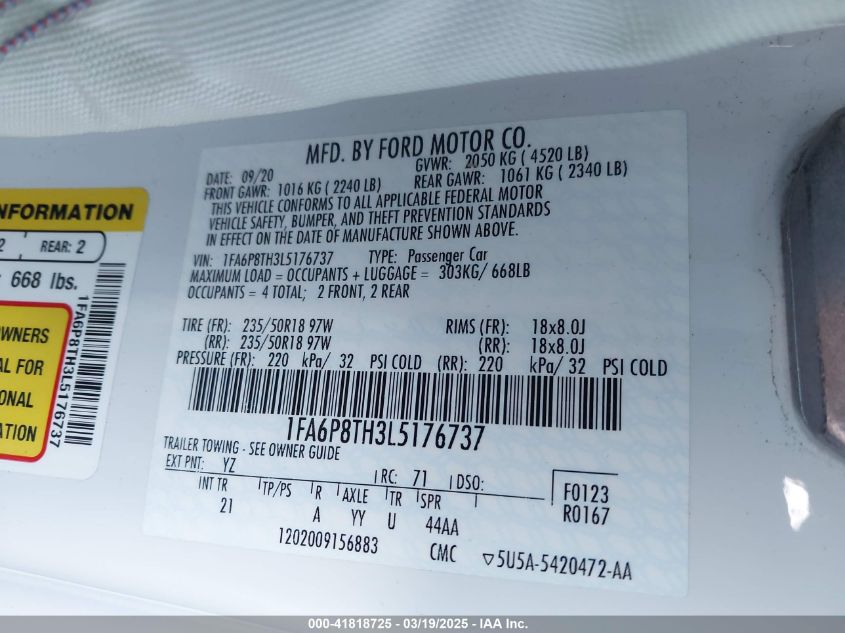 MFD. BY FORD MOTOR CO.
DATE: 09/20 GVWR: 2050 KG ( 4520 LB)
FRONT GAWR: 1016 KG ( 2240 LB) REAR GAWR: 1061 KG ( 2340 LB)
THIS VEHICLE CONFORMS TO ALL APPLICABLE FEDERAL MOTOR
VEHICLE SAFETY, BUMPER, AND THEFT PREVENTION STANDARDS
IN EFFECT ON THE DATE OF MANUFACTURE SHOWN ABOVE.
VIN: 1FA6P8TH3L5176737 TYPE: Passenger Car
MAXIMUM LOAD = OCCUPANTS + LUGGAGE = 303KG/ 668LB
OCCUPANTS = 4 TOTAL; 2 FRONT, 2 REAR
TIRE (FR): 235/50R18 97W RIMS (FR): 18x8.0J
(RR): 235/50R18 97W (RR): 18x8.0J
PRESSURE (FR): 220 kPa/ 32 PSI COLD (RR): 220 kPa/ 32 PSI COLD
1FA6P8TH3L5176737
TRAILER TOWING - SEE OWNER GUIDE
EXT PNT: YZ RC: 71 DSO:
INT TR TP/PS R AXLE TR SPR F0123
21 A YY U 44AA R0167
1202009156883 CMC ▽5U5A-5420472-AA
NFORMATION
2 REAR: 2
668 lbs.
WNERS
AL FOR
ONAL
ATION
1FA6P8TH3L5176737
000-41818725 - 03/19/2025 - IAA Inc.